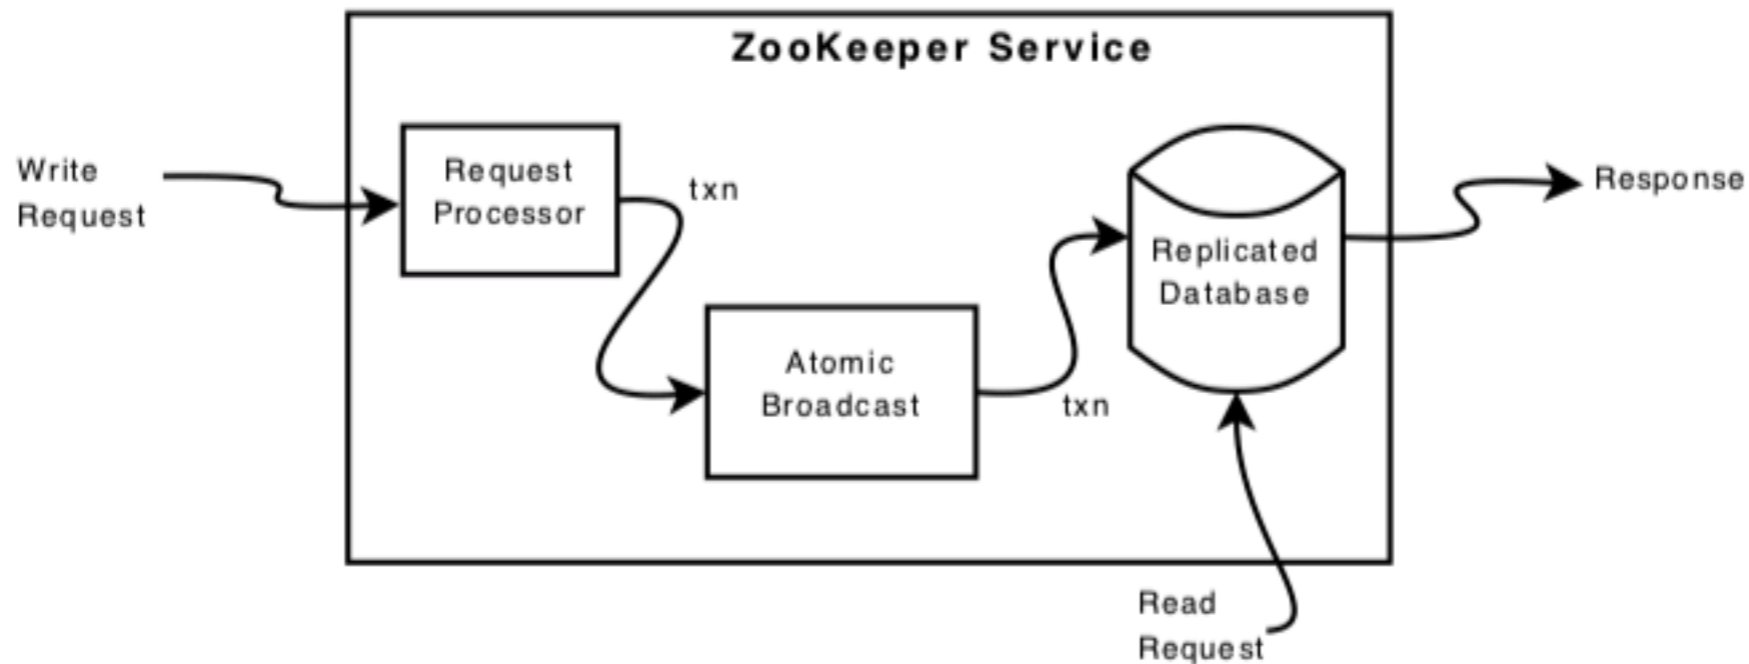 ZooKeeper Service
Write
Request
Request
Processor
txn
Atomic
Broadcast
txn
Replicated
Database
Response
Read
Request